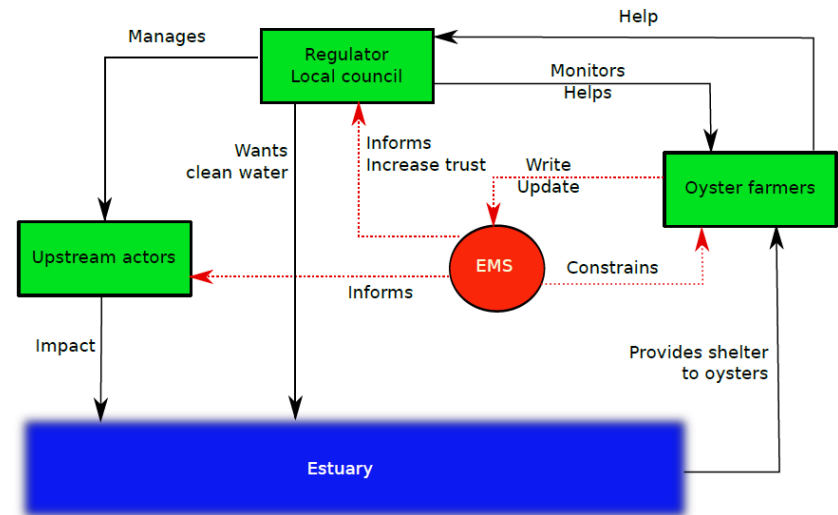 Help
Manages
Regulator
Local council
Monitors
Helps
Wants
clean water
Informs
Increase trust
Write
Update
Oyster farmers
Upstream actors
EMS
Constrains
Informs
Impact
Provides shelter
to oysters
Estuary